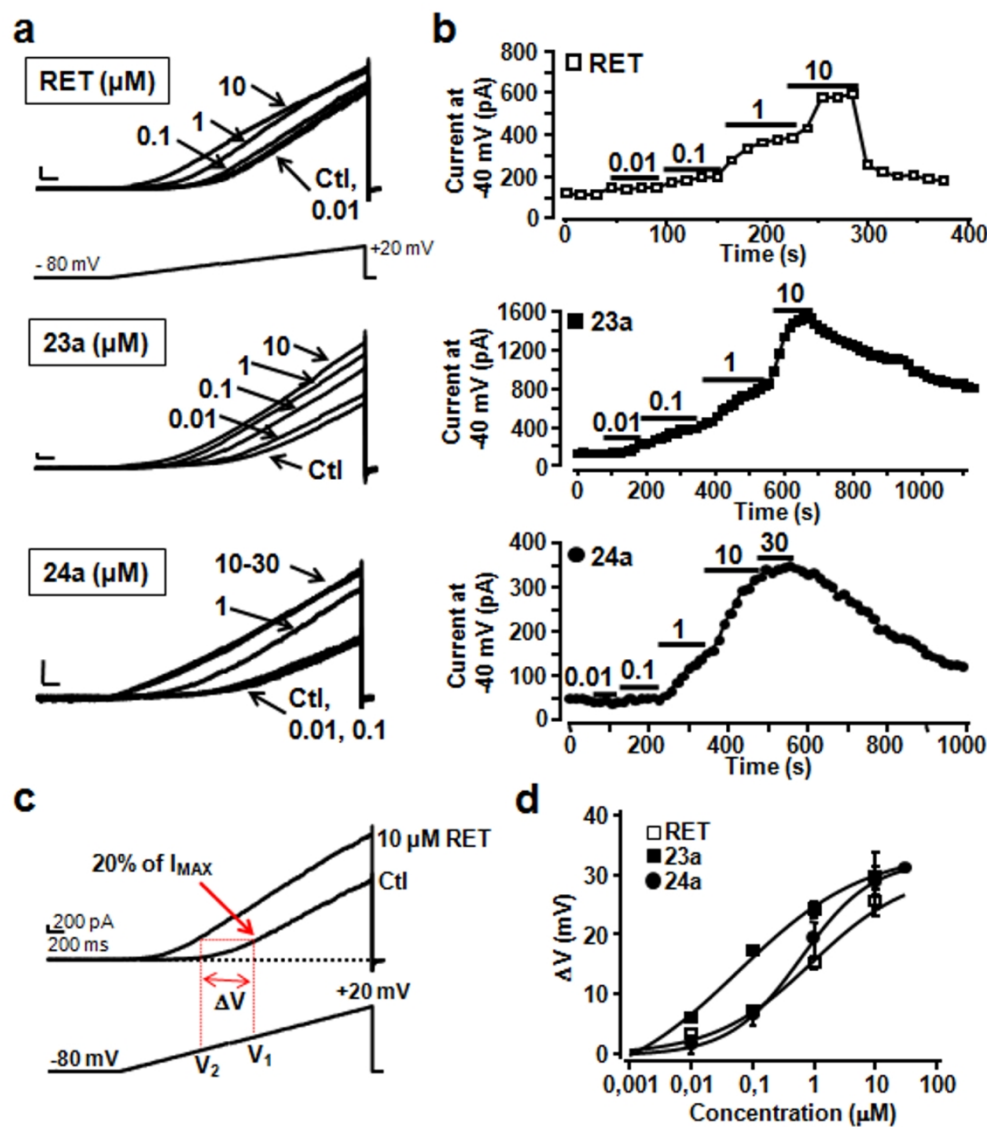 a
RET (µM)
10
1
0.1
Ctl,
0.01
- 80 mV
+20 mV
23a (µM)
10
1
0.1
0.01
Ctl
24a (µM)
10-30
1
Ctl,
0.01, 0.1
b
RET
Current at
-40 mV (pA)
800
600
400
200
0
0.01
0.1
1
10
0
100
200
300
400
Time (s)
23a
Current at
-40 mV (pA)
1600
1200
800
400
0
0.01
0.1
1
10
0
200
400
600
800
1000
Time (s)
24a
Current at
-40 mV (pA)
400
300
200
100
0
0.01
0.1
1
10
30
0
200
400
600
800
1000
Time (s)
c
10 µM RET
20% of IMAX
Ctl
200 pA
200 ms
ΔV
+20 mV
-80 mV
V2
V1
d
RET
23a
24a
ΔV (mV)
40
30
20
10
0
0,001
0,01
0,1
1
10
100
Concentration (µM)